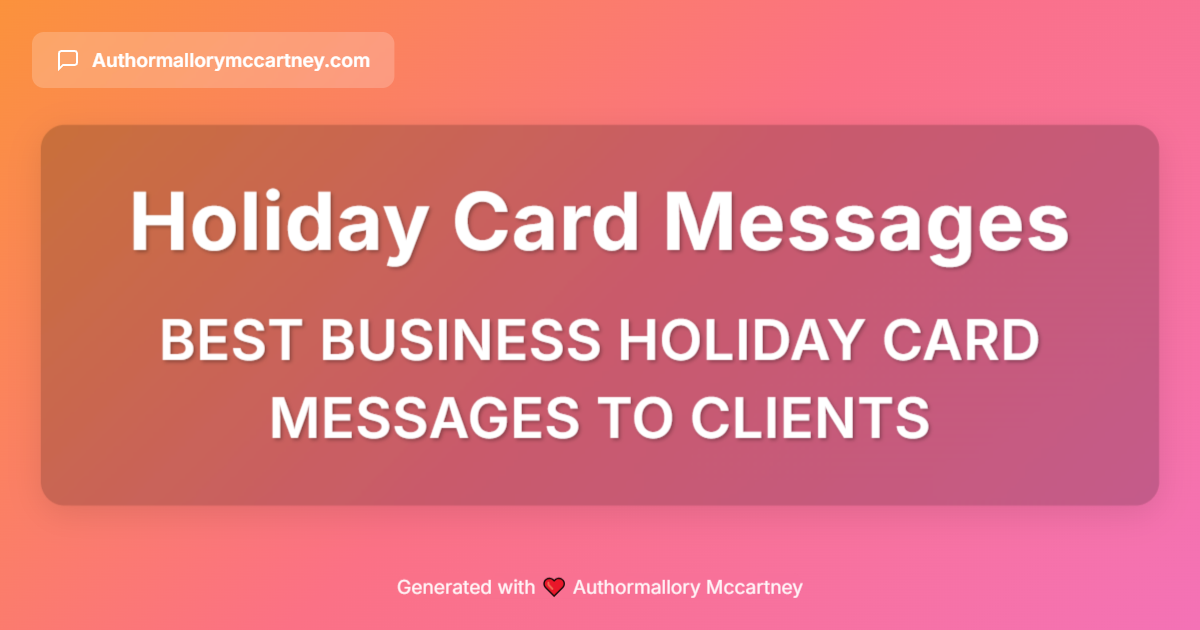 Authormallorymccartney.com
Holiday Card Messages
BEST BUSINESS HOLIDAY CARD
MESSAGES TO CLIENTS
Generated with ❤️ Authormallory Mccartney